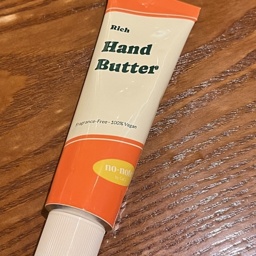 Rich
Hand
Butter
Fragrance-Free · 100% Vegan